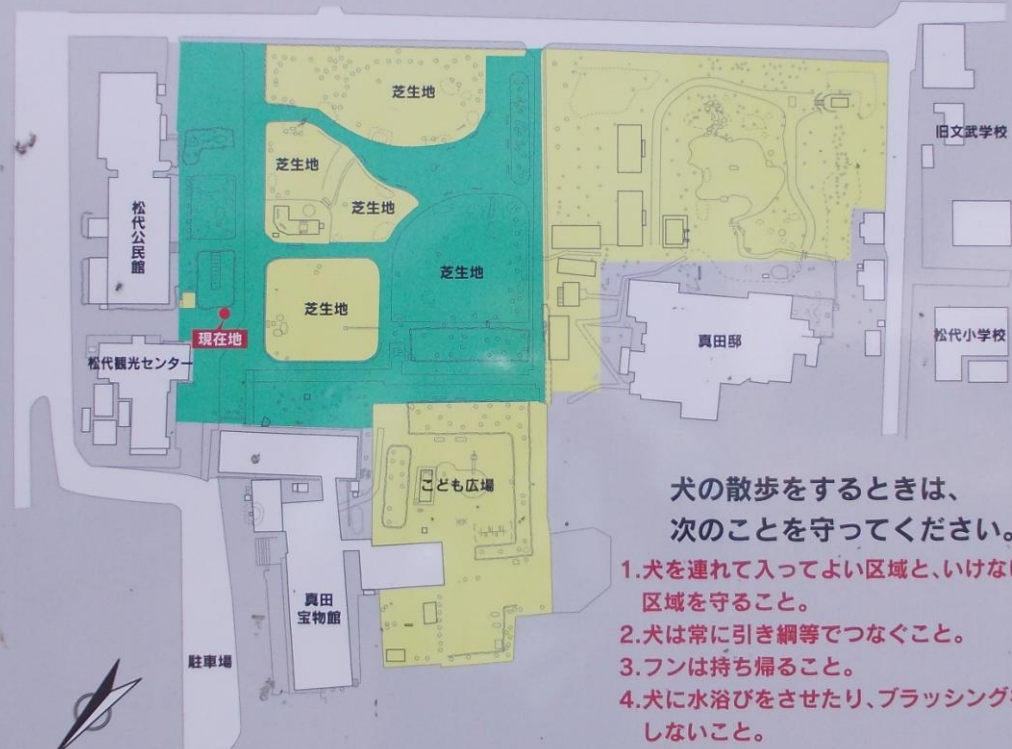 芝生地
芝生地
芝生地
芝生地
芝生地
松代公民館
現在地
松代観光センター
旧文武学校
松代小学校
真田邸
こども広場
真田
宝物館
駐車場
犬の散歩をするときは、
次のことを守ってください。
1.犬を連れて入ってよい区域と、いけない
区域を守ること。
2.犬は常に引き綱等でつなぐこと。
3.フンは持ち帰ること。
4.犬に水浴びをさせたり、ブラッシング
しないこと。